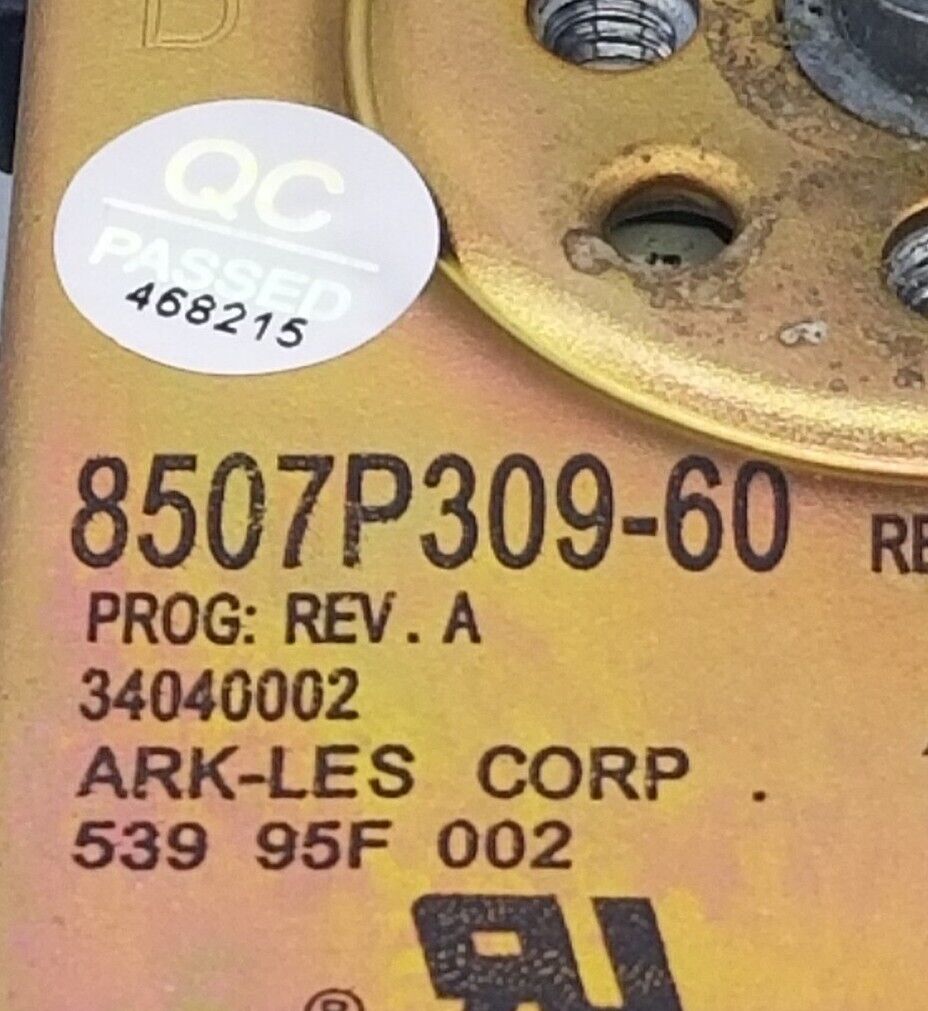 D
QC
PASSED
468215
8507P309-60
PROG: REV. A
34040002
ARK-LES CORP.
539 95F 002
®